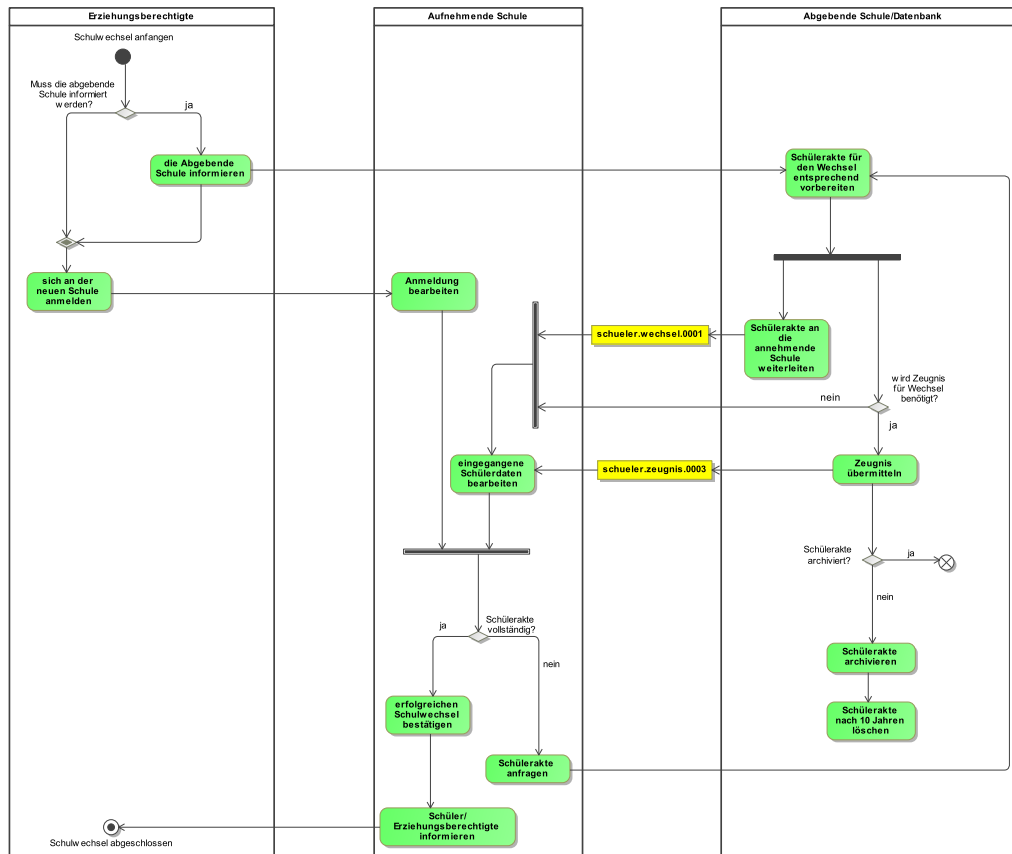 Erziehungsberechtigte
Aufnehmende Schule
Abgebende Schule/Datenbank
Schulwechsel anfangen
Muss die abgebende
Schule informiert
werden?
ja
die Abgebende
Schule informieren
Schülerakte für
den Wechsel
entsprechend
vorbereiten
sich an der
neuen Schule
anmelden
Anmeldung
bearbeiten
schueler.wechsel.0001
Schülerakte an
die
annehmende
Schule
weiterleiten
wird Zeugnis
für Wechsel
benötigt?
nein
ja
eingegangene
Schülerdaten
bearbeiten
schueler.zeugnis.0003
Zeugnis
übermitteln
Schülerakte
archiviert?
ja
nein
Schülerakte
vollständig?
ja
nein
Schülerakte
archivieren
erfolgreichen
Schulwechsel
bestätigen
Schülerakte
nach 10 Jahren
löschen
Schülerakte
anfragen
Schüler/
Erziehungsberechtigte
informieren
Schulwechsel abgeschlossen